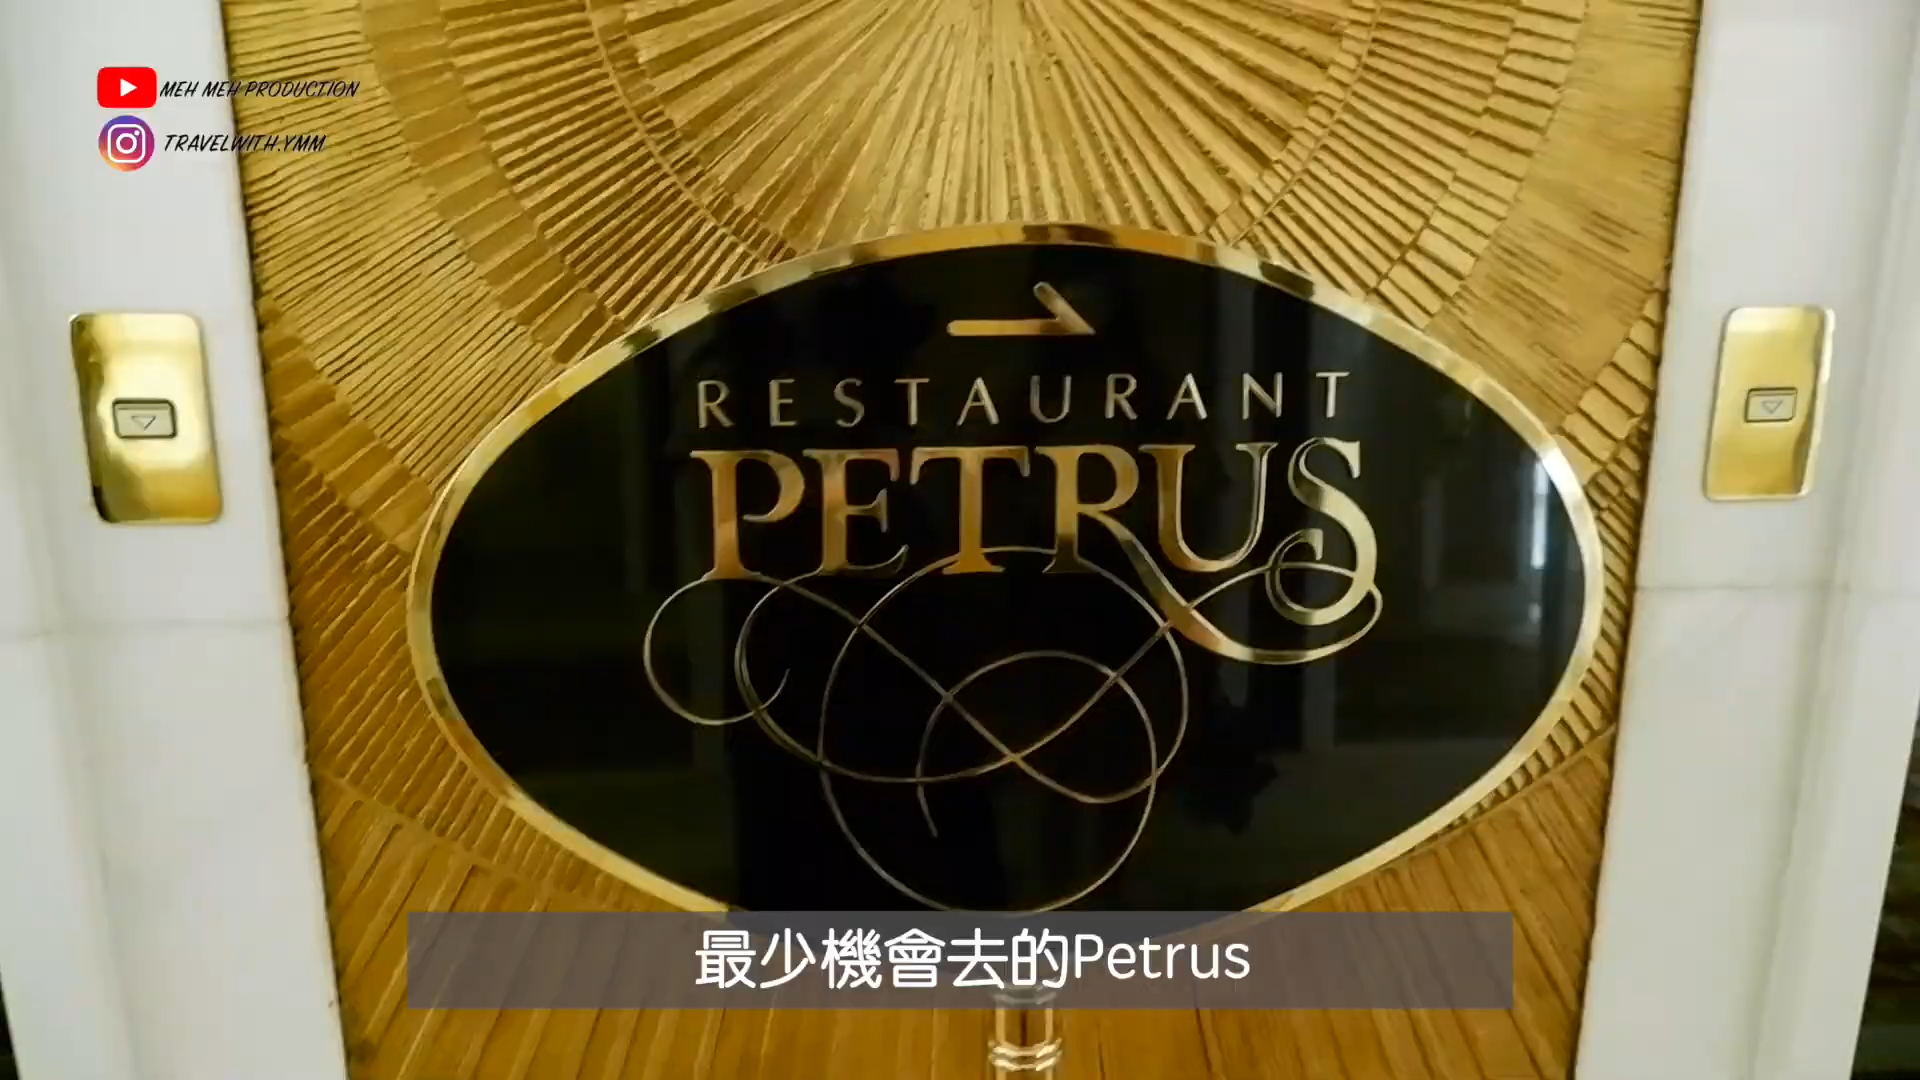 MEH MEH PRODUCTION
TRAVELWITH.YMM
RESTAURANT
PETRUS
最少機會去的Petrus